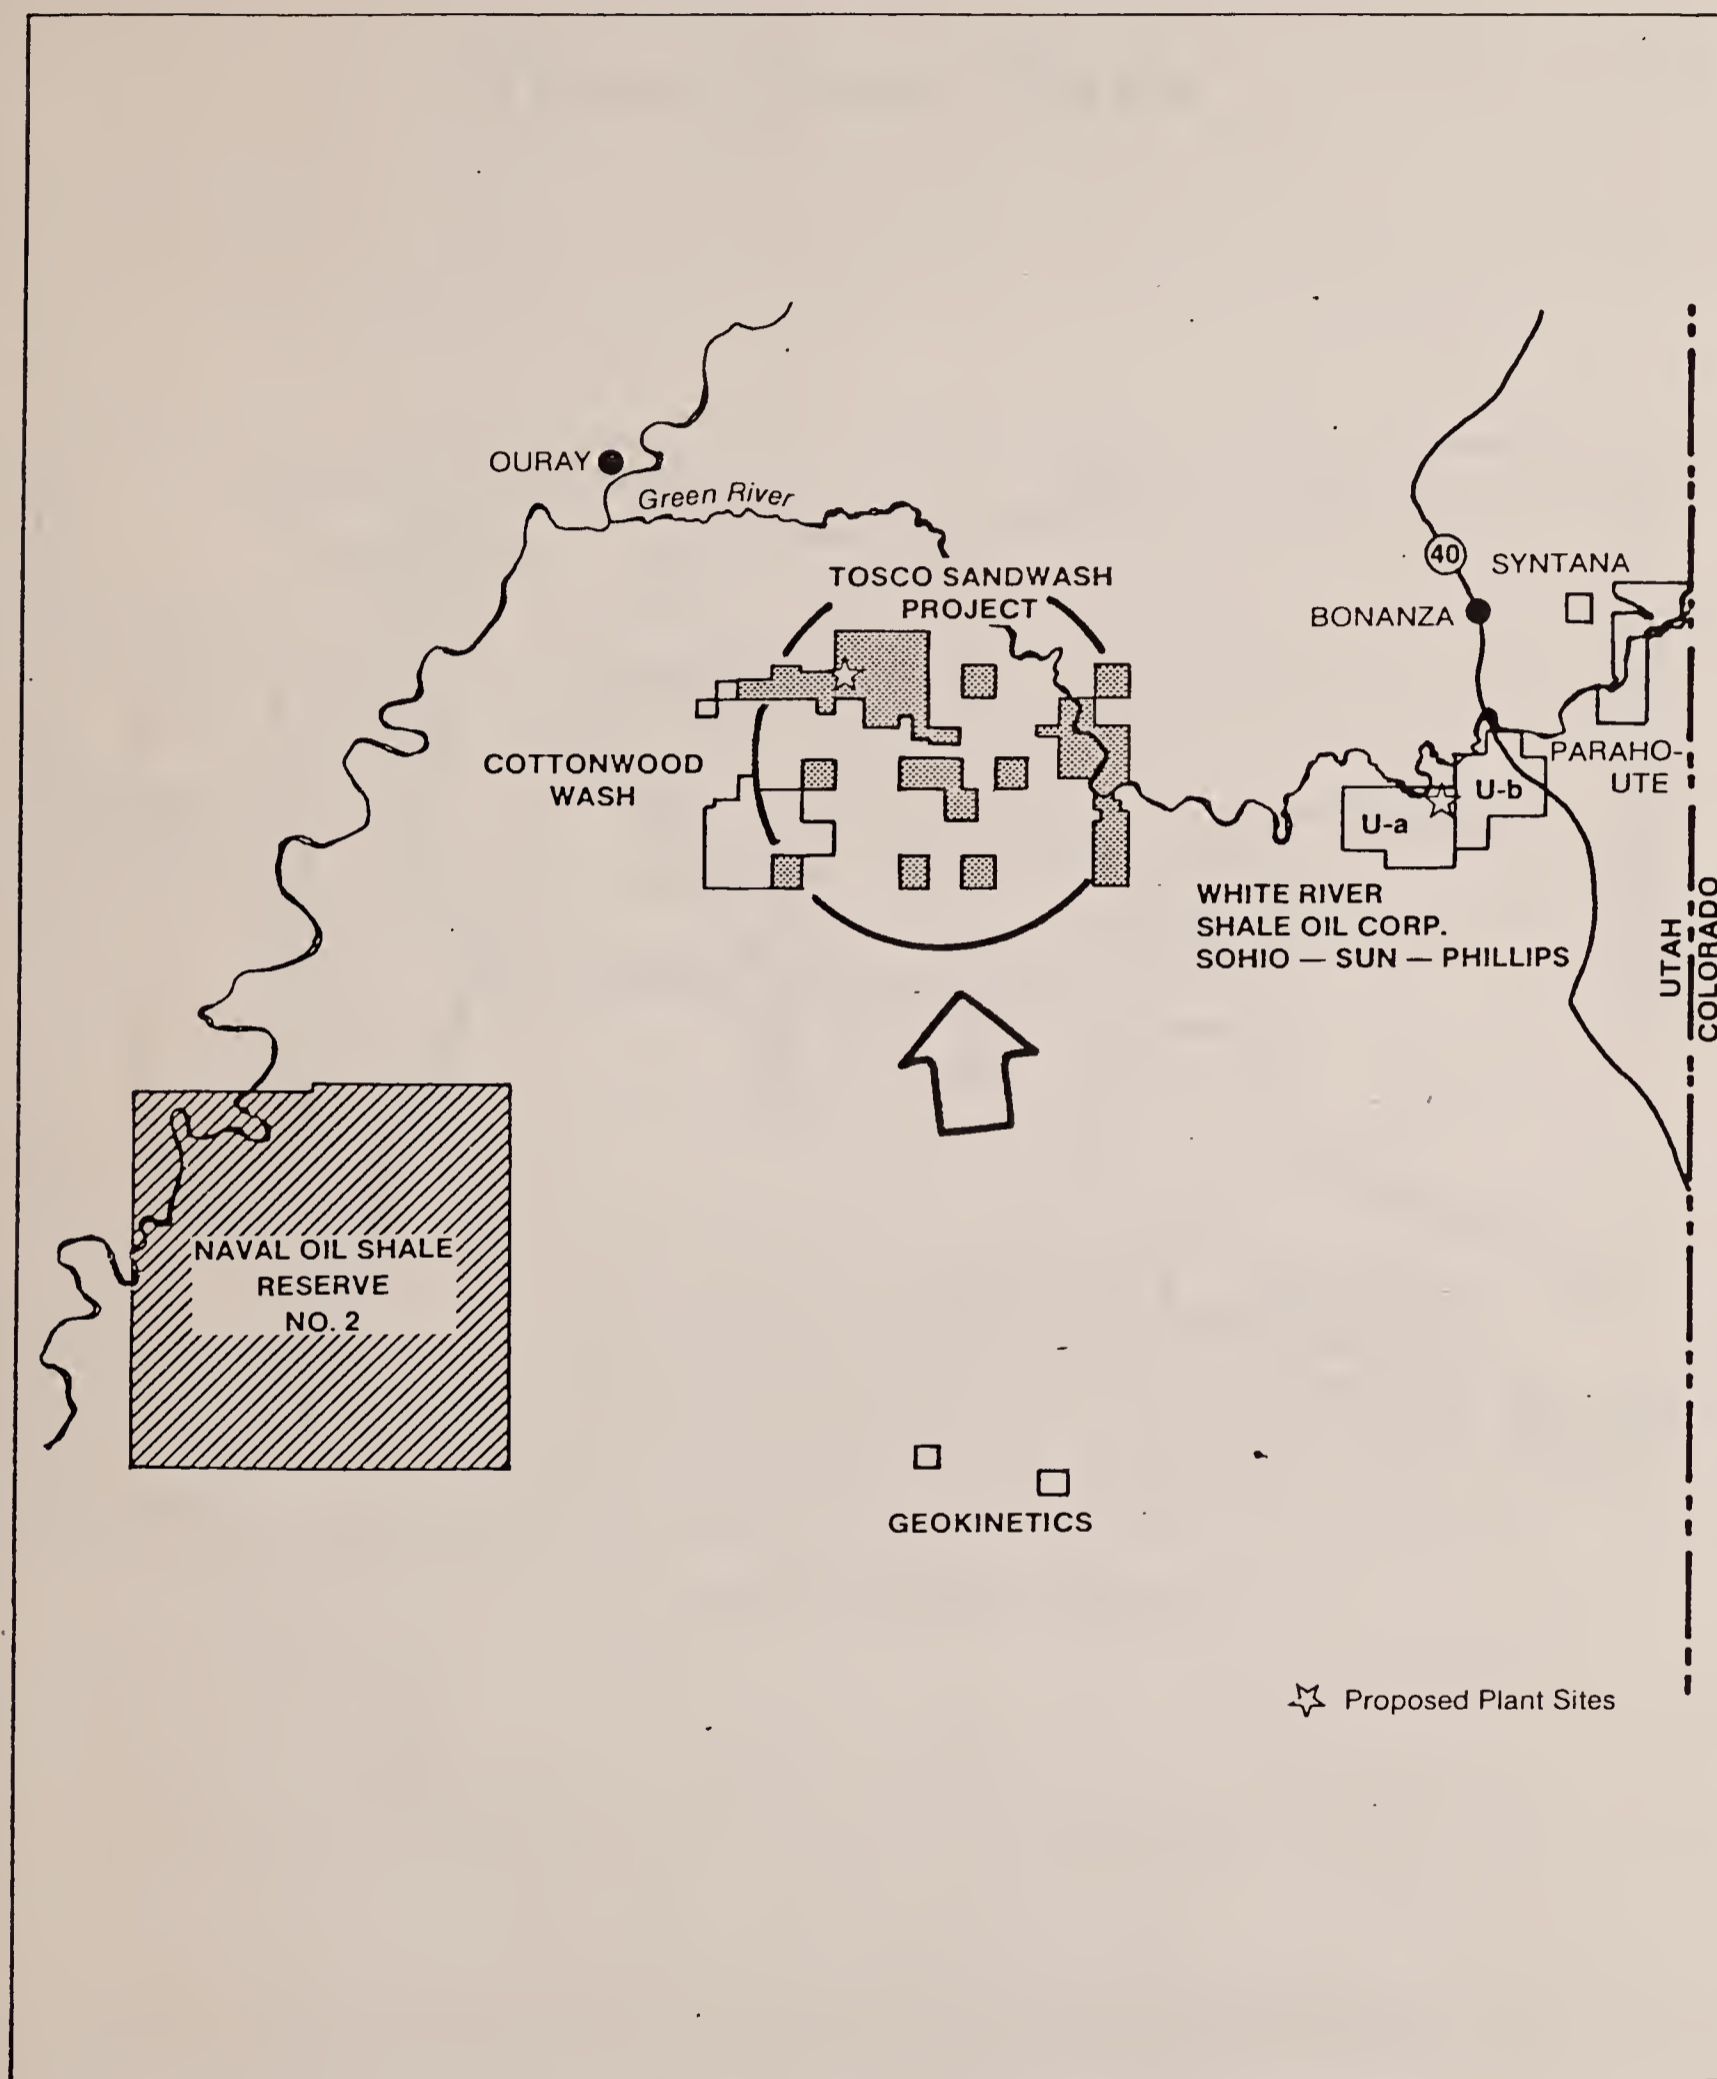 OURAY
Green River
TOSCO SANDWASH
PROJECT
40
SYNTANA
BONANZA
COTTONWOOD
WASH
PARAHO-
UTE
U-b
U-a
WHITE RIVER
SHALE OIL CORP.
SOHIO — SUN — PHILLIPS
UTAH
COLORADO
NAVAL OIL SHALE
RESERVE
NO. 2
GEOKINETICS
Proposed Plant Sites